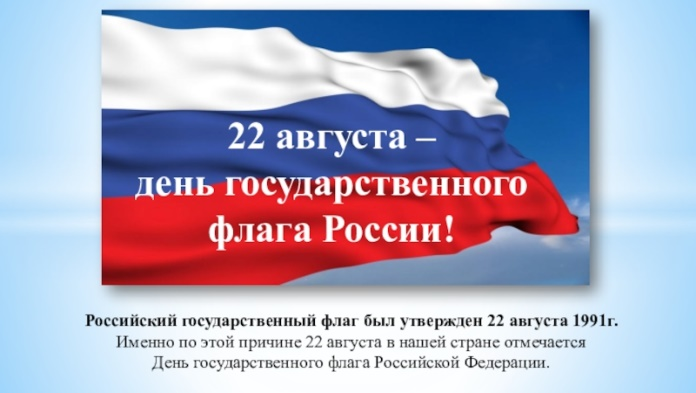 22 августа –
день государственного
флага России!
Российский государственный флаг был утвержден 22 августа 1991г.
Именно по этой причине 22 августа в нашей стране отмечается
День государственного флага Российской Федерации.